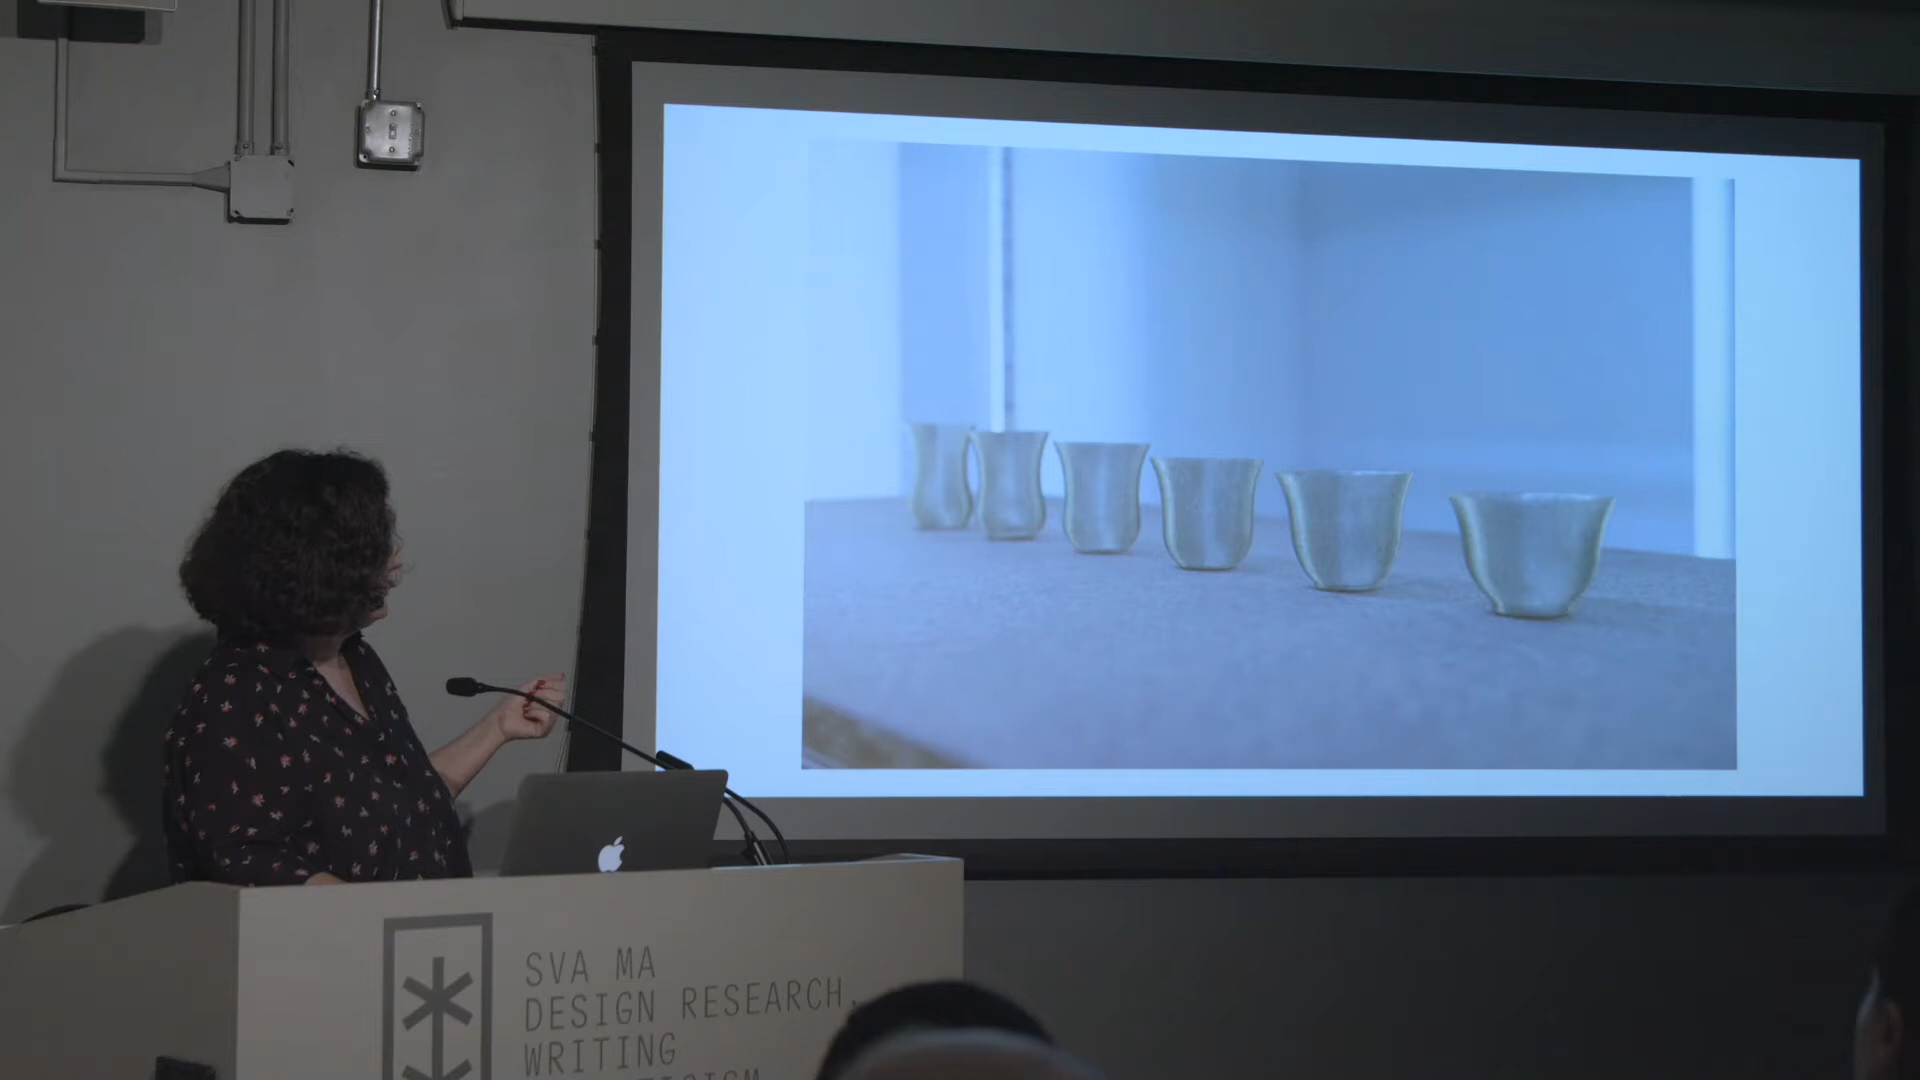 SVA MA
DESIGN RESEARCH,
WRITING